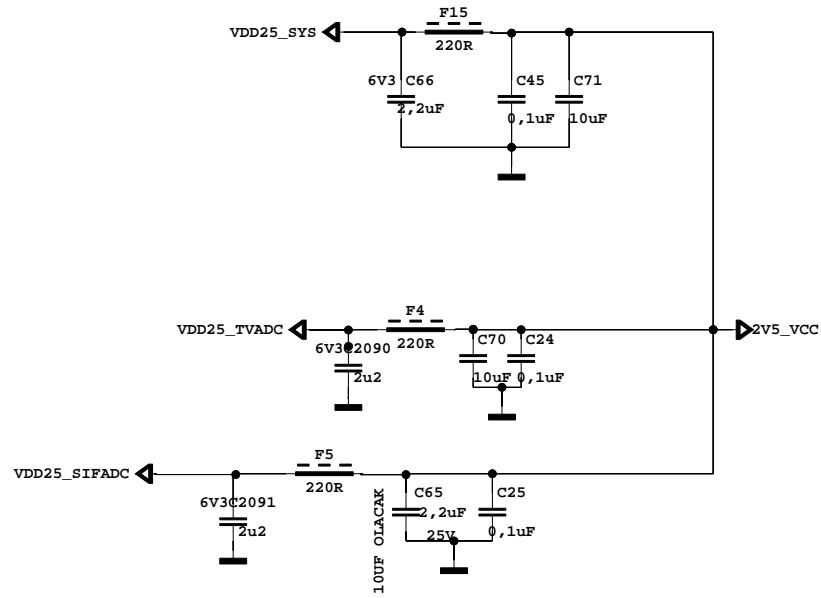 F15
VDD25_SYS
220R
6V3 C66
C45
C71
2,2uF
0,1uF
10uF
F4
VDD25_TVADC
2V5_VCC
220R
C70
C24
6V3C2090
2u2
10uF
0,1uF
F5
VDD25_SIFADC
220R
6V3C2091
C65
C25
2,2uF
25V
0,1uF
2u2
10UF OLACAK